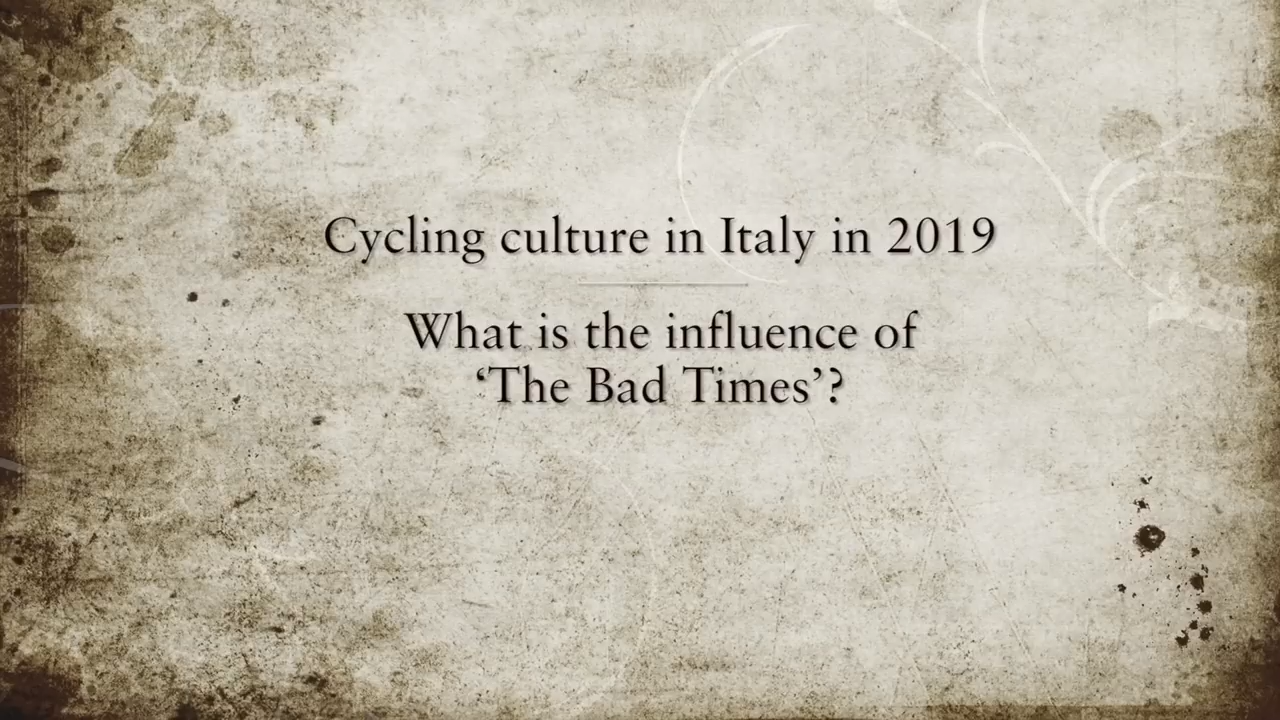 Cycling culture in Italy in 2019
What is the influence of
‘The Bad Times’?